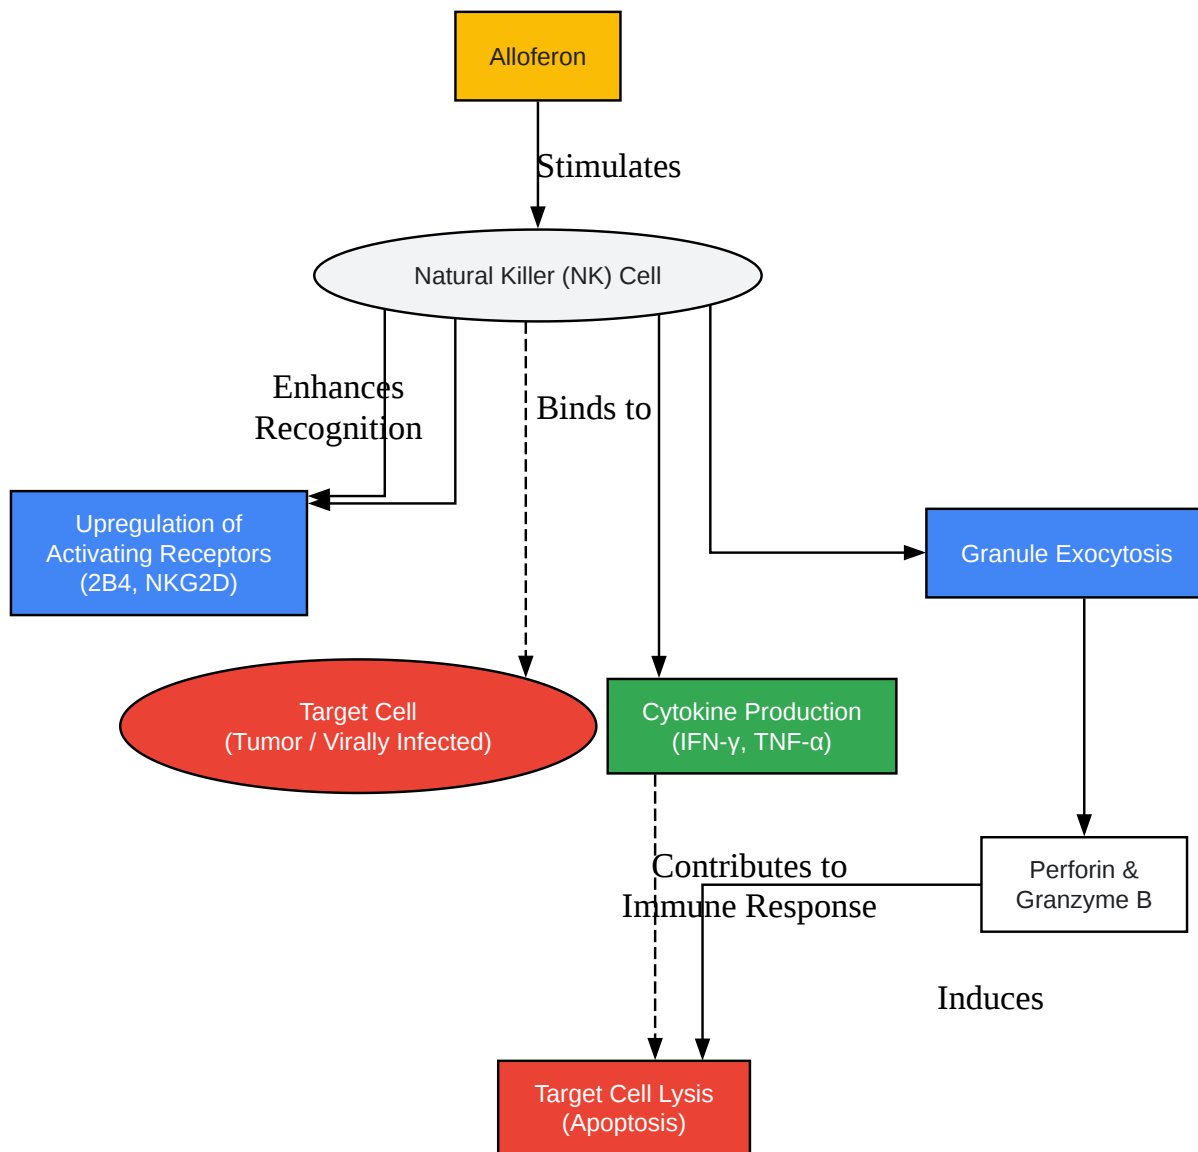 Alloferon
Stimulates
Natural Killer (NK) Cell
Enhances
Recognition
Binds to
Upregulation of
Activating Receptors
(2B4, NKG2D)
Granule Exocytosis
Target Cell
(Tumor / Virally Infected)
Cytokine Production
(IFN-γ, TNF-α)
Contributes to
Immune Response
Perforin &
Granzyme B
Induces
Target Cell Lysis
(Apoptosis)